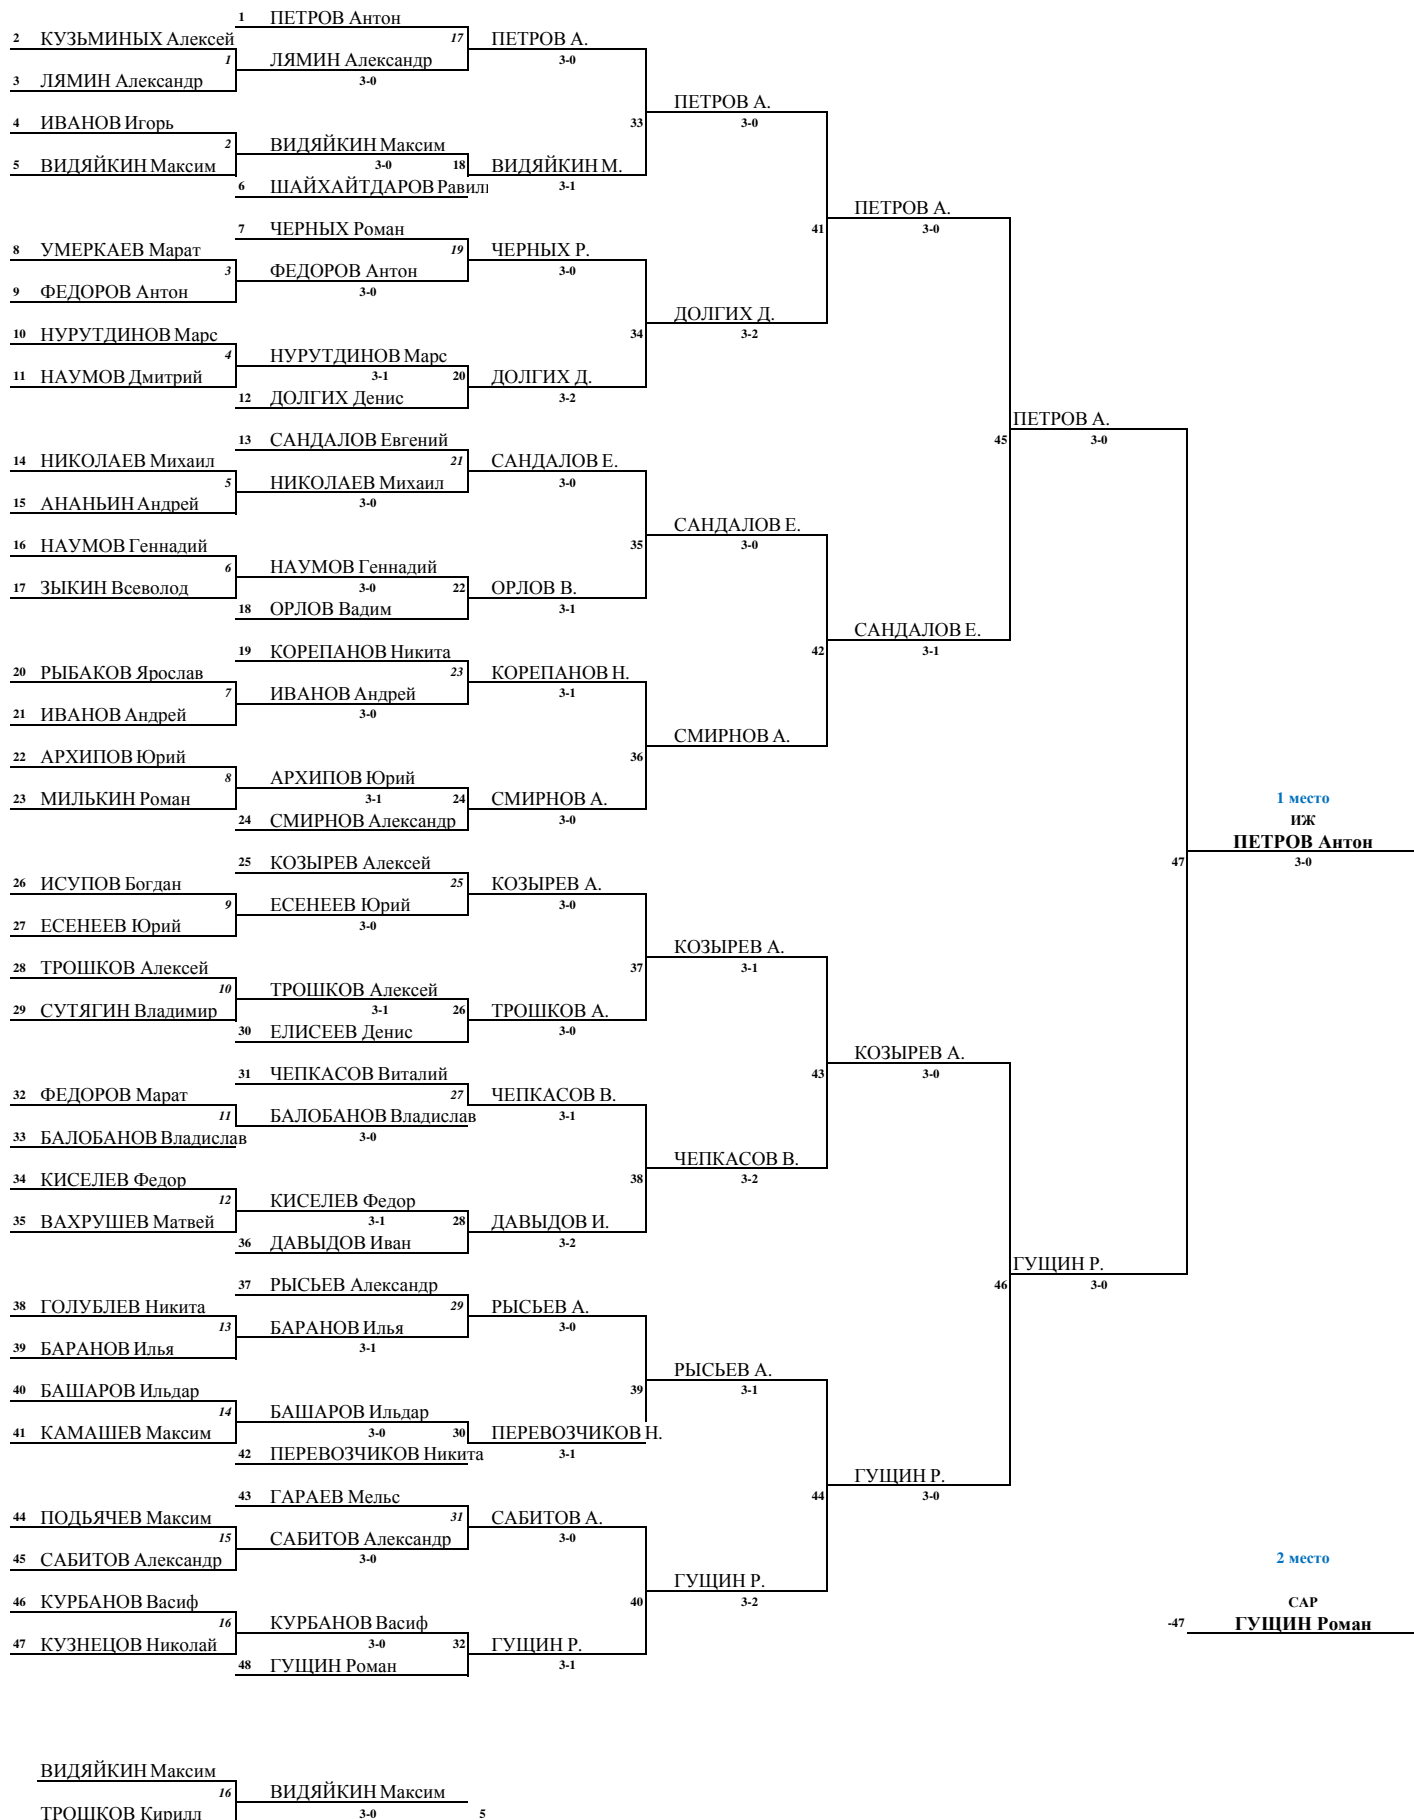 1 ПЕТРОВ Антон
2 КУЗЬМИНЫХ Алексей 17 ПЕТРОВ А.
1 ЛЯМИН Александр 3-0
3 ЛЯМИН Александр 3-0
ПЕТРОВ А.
4 ИВАНОВ Игорь 33 3-0
2 ВИДЯЙКИН Максим
5 ВИДЯЙКИН Максим 3-0 18 ВИДЯЙКИН М.
6 ШАЙХАЙТДАРОВ Равил 3-1
ПЕТРОВ А.
7 ЧЕРНЫХ Роман 41 3-0
8 УМЕРКАЕВ Марат 19 ЧЕРНЫХ Р.
3 ФЕДОРОВ Антон 3-0
9 ФЕДОРОВ Антон 3-0
ДОЛГИХ Д.
10 НУРУТДИНОВ Марс 34 3-2
4 НУРУТДИНОВ Марс
11 НАУМОВ Дмитрий 3-1 20 ДОЛГИХ Д.
12 ДОЛГИХ Денис 3-2
ПЕТРОВ А.
13 САНДАЛОВ Евгений 45 3-0
14 НИКОЛАЕВ Михаил 21 САНДАЛОВ Е.
5 НИКОЛАЕВ Михаил 3-0
15 АНАНЬИН Андрей 3-0
САНДАЛОВ Е.
16 НАУМОВ Геннадий 35 3-0
6 НАУМОВ Геннадий
17 ЗЫКИН Всеволод 3-0 22 ОРЛОВ В.
18 ОРЛОВ Вадим 3-1
САНДАЛОВ Е.
19 КОРЕПАНОВ Никита 42 3-1
20 РЫБАКОВ Ярослав 23 КОРЕПАНОВ Н.
7 ИВАНОВ Андрей 3-1
21 ИВАНОВ Андрей 3-0
СМИРНОВ А.
22 АРХИПОВ Юрий 36
8 АРХИПОВ Юрий
23 МИЛЬКИН Роман 3-1 24 СМИРНОВ А. 1 место
24 СМИРНОВ Александр 3-0 ИЖ
ПЕТРОВ Антон
25 КОЗЫРЕВ Алексей 47 3-0
26 ИСУПОВ Богдан 25 КОЗЫРЕВ А.
9 ЕСЕНЕЕВ Юрий 3-0
27 ЕСЕНЕЕВ Юрий 3-0
КОЗЫРЕВ А.
28 ТРОШКОВ Алексей 37 3-1
10 ТРОШКОВ Алексей
29 СУТЯГИН Владимир 3-1 26 ТРОШКОВ А.
30 ЕЛИСЕЕВ Денис 3-0
КОЗЫРЕВ А.
31 ЧЕПКАСОВ Виталий 43 3-0
32 ФЕДОРОВ Марат 27 ЧЕПКАСОВ В.
11 БАЛОБАНОВ Владислав 3-1
33 БАЛОБАНОВ Владислав 3-0
ЧЕПКАСОВ В.
34 КИСЕЛЕВ Федор 38 3-2
12 КИСЕЛЕВ Федор
35 ВАХРУШЕВ Матвей 3-1 28 ДАВЫДОВ И.
36 ДАВЫДОВ Иван 3-2
ГУЩИН Р.
37 РЫСЬЕВ Александр 46 3-0
38 ГОЛУБЛЕВ Никита 29 РЫСЬЕВ А.
13 БАРАНОВ Илья 3-0
39 БАРАНОВ Илья 3-1
РЫСЬЕВ А.
40 БАШАРОВ Ильдар 39 3-1
14 БАШАРОВ Ильдар
41 КАМАШЕВ Максим 3-0 30 ПЕРЕВОЗЧИКОВ Н.
42 ПЕРЕВОЗЧИКОВ Никита 3-1
ГУЩИН Р.
43 ГАРАЕВ Мельс 44 3-0
44 ПОДЬЯЧЕВ Максим 31 САБИТОВ А.
15 САБИТОВ Александр 3-0
45 САБИТОВ Александр 3-0 2 место
ГУЩИН Р.
46 КУРБАНОВ Васиф 40 3-2 САР
16 КУРБАНОВ Васиф -47 ГУЩИН Роман
47 КУЗНЕЦОВ Николай 3-0 32 ГУЩИН Р.
48 ГУЩИН Роман 3-1
ВИДЯЙКИН Максим
16 ВИДЯЙКИН Максим
ТРОШКОВ Кирилл 3-0 5